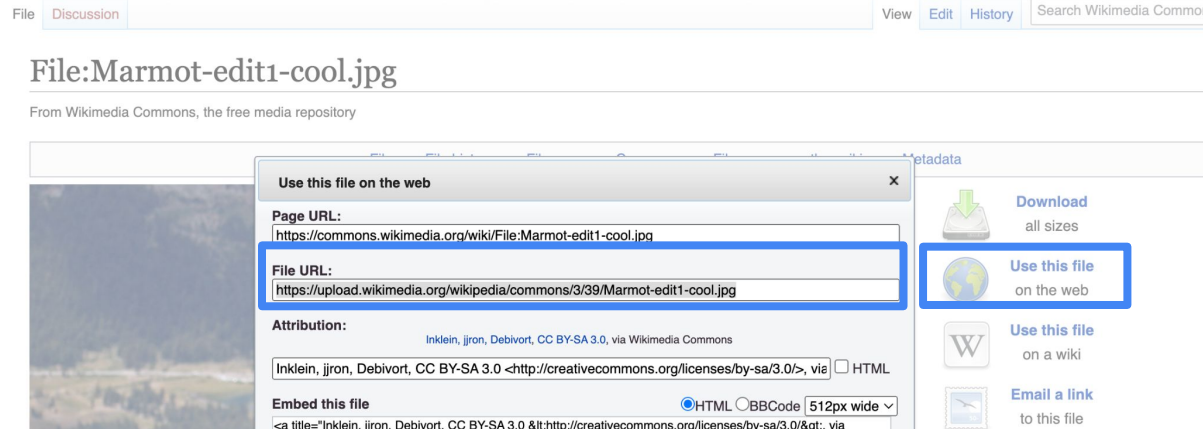 File Discussion View Edit History Search Wikimedia Commo
File:Marmot-edit1-cool.jpg
From Wikimedia Commons, the free media repository
Metadata
Use this file on the web x
Page URL:
https://commons.wikimedia.org/wiki/File:Marmot-edit1-cool.jpg
File URL:
https://upload.wikimedia.org/wikipedia/commons/3/39/Marmot-edit1-cool.jpg
Attribution:
Inklein, jjron, Debivort, CC BY-SA 3.0, via Wikimedia Commons
Inklein, jjron, Debivort, CC BY-SA 3.0 <http://creativecommons.org/licenses/by-sa/3.0/>, via HTML
Embed this file HTML BBCode 512px wide
<a title="Inklein, jjron, Debivort, CC BY-SA 3.0 &lt;http://creativecommons.org/licenses/by-sa/3.0/&gt;, via
Download
all sizes
Use this file
on the web
W
Use this file
on a wiki
Email a link
to this file